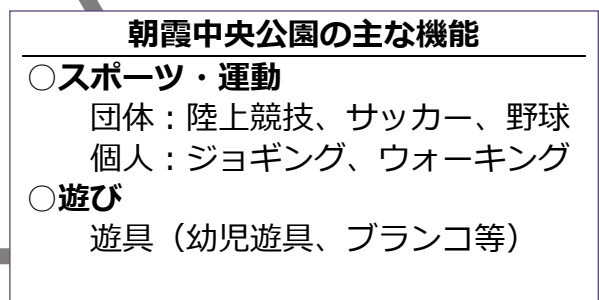 朝霞中央公園の主な機能
○スポーツ・運動
団体：陸上競技、サッカー、野球
個人：ジョギング、ウォーキング
○遊び
遊具（幼児遊具、ブランコ等）